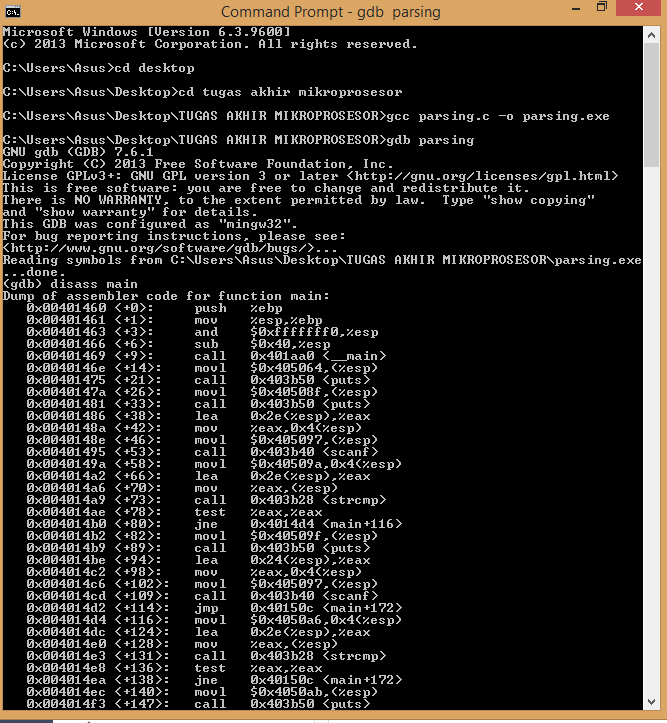 Command Prompt - gdb  parsing
Microsoft Windows [Version 6.3.9600]
(c) 2013 Microsoft Corporation. All rights reserved.
C:\Users\Asus>cd desktop
C:\Users\Asus\Desktop>cd tugas akhir mikroprosesor
C:\Users\Asus\Desktop\TUGAS AKHIR MIKROPROSESOR>gcc parsing.c -o parsing.exe
C:\Users\Asus\Desktop\TUGAS AKHIR MIKROPROSESOR>gdb parsing
GNU gdb (GDB) 7.6.1
Copyright (C) 2013 Free Software Foundation, Inc.
License GPLv3+: GNU GPL version 3 or later <http://gnu.org/licenses/gpl.html>
This is free software: you are free to change and redistribute it.
There is NO WARRANTY, to the extent permitted by law.  Type "show copying"
and "show warranty" for details.
This GDB was configured as "mingw32".
For bug reporting instructions, please see:
<http://www.gnu.org/software/gdb/bugs/>...
Reading symbols from C:\Users\Asus\Desktop\TUGAS AKHIR MIKROPROSESOR\parsing.exe
...done.
(gdb) disass main
Dump of assembler code for function main:
   0x00401460 <+0>:     push   %ebp
   0x00401461 <+1>:     mov    %esp,%ebp
   0x00401463 <+3>:     and    $0xfffffff0,%esp
   0x00401466 <+6>:     sub    $0x40,%esp
   0x00401469 <+9>:     call   0x401aa0 <__main>
   0x0040146e <+14>:    movl   $0x405064,(%esp)
   0x00401475 <+21>:    call   0x403b50 <puts>
   0x0040147a <+26>:    movl   $0x40508f,(%esp)
   0x00401481 <+33>:    call   0x403b50 <puts>
   0x00401486 <+38>:    lea    0x2e(%esp),%eax
   0x0040148a <+42>:    mov    %eax,0x4(%esp)
   0x0040148e <+46>:    movl   $0x405097,(%esp)
   0x00401495 <+53>:    call   0x403b40 <scanf>
   0x0040149a <+58>:    movl   $0x40509a,0x4(%esp)
   0x004014a2 <+66>:    lea    0x2e(%esp),%eax
   0x004014a6 <+70>:    mov    %eax,(%esp)
   0x004014a9 <+73>:    call   0x403b28 <strcmp>
   0x004014ae <+78>:    test   %eax,%eax
   0x004014b0 <+80>:    jne    0x4014d4 <main+116>
   0x004014b2 <+82>:    movl   $0x40509f,(%esp)
   0x004014b9 <+89>:    call   0x403b50 <puts>
   0x004014be <+94>:    lea    0x24(%esp),%eax
   0x004014c2 <+98>:    mov    %eax,0x4(%esp)
   0x004014c6 <+102>:   movl   $0x405097,(%esp)
   0x004014cd <+109>:   call   0x403b40 <scanf>
   0x004014d2 <+114>:   jmp    0x40150c <main+172>
   0x004014d4 <+116>:   movl   $0x4050a6,0x4(%esp)
   0x004014dc <+124>:   lea    0x2e(%esp),%eax
   0x004014e0 <+128>:   mov    %eax,(%esp)
   0x004014e3 <+131>:   call   0x403b28 <strcmp>
   0x004014e8 <+136>:   test   %eax,%eax
   0x004014ea <+138>:   jne    0x40150c <main+172>
   0x004014ec <+140>:   movl   $0x4050ab,(%esp)
   0x004014f3 <+147>:   call   0x403b50 <puts>